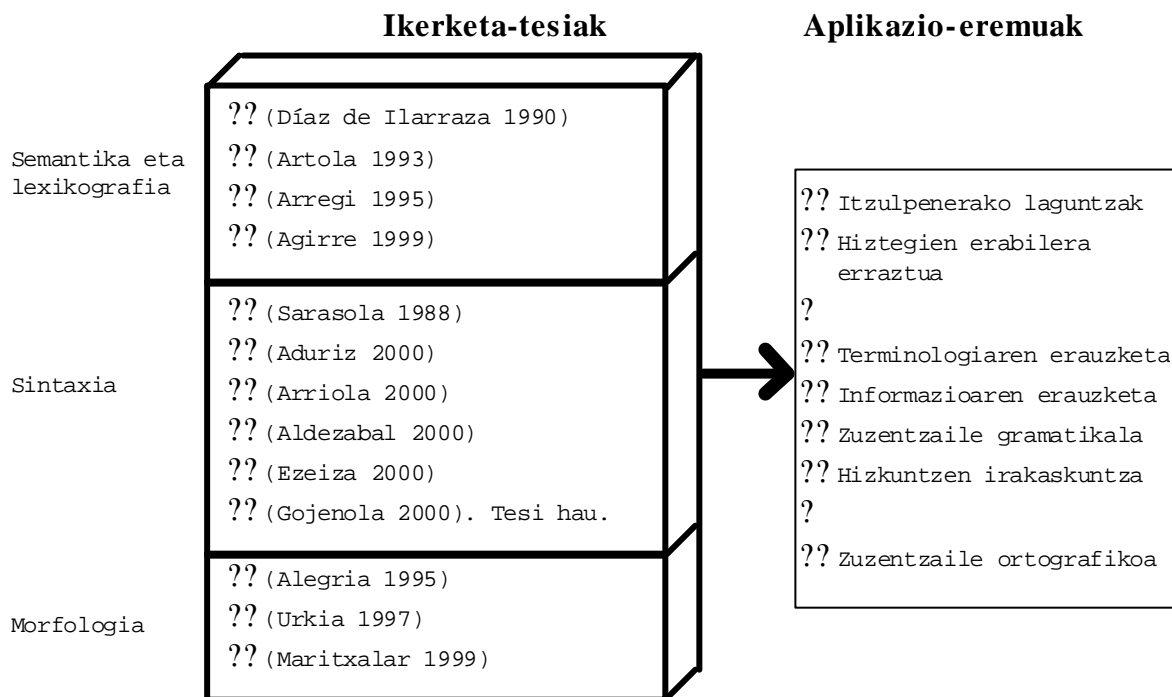 Ikerketa-tesiak
Aplikazio-eremuak
Semantika eta
lexikografia
?? (Díaz de Ilarraza 1990)
?? (Artola 1993)
?? (Arregi 1995)
?? (Agirre 1999)
Sintaxia
?? (Sarasola 1988)
?? (Aduriz 2000)
?? (Arriola 2000)
?? (Aldezabal 2000)
?? (Ezeiza 2000)
?? (Gojenola 2000). Tesi hau.
Morfologia
?? (Alegria 1995)
?? (Urkia 1997)
?? (Maritxalar 1999)
?? Itzulpenerako laguntzak
?? Hiztegien erabilera
erraztua
?
?? Terminologiaren erauzketa
?? Informazioaren erauzketa
?? Zuzentzaile gramatikala
?? Hizkuntzen irakaskuntza
?
?? Zuzentzaile ortografikoa